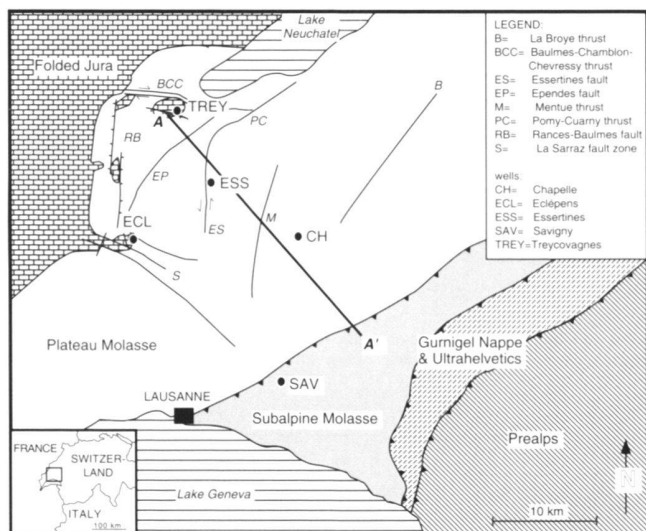 Lake
Neuchatel
Folded Jura
BCC
TREY
A
B
RB
PC
EP
ESS
M
CH
ECL
ES
S
Plateau Molasse
A'
Gurnigel Nappe
& Ultrahelvetics
SAV
LAUSANNE
Subalpine Molasse
Prealps
Lake Geneva
N
10 km
FRANCE
SWITZER-
LAND
ITALY
100 km
LEGEND:
B= La Broye thrust
BCC= Baulmes-Chamblon-
Chevressy thrust
ES= Essertines fault
EP= Ependes fault
M= Mentue thrust
PC= Pomy-Cuarny thrust
RB= Rances-Baulmes fault
S= La Sarraz fault zone
wells:
CH= Chapelle
ECL= Eclépens
ESS= Essertines
SAV= Savigny
TREY=Treycovagnes